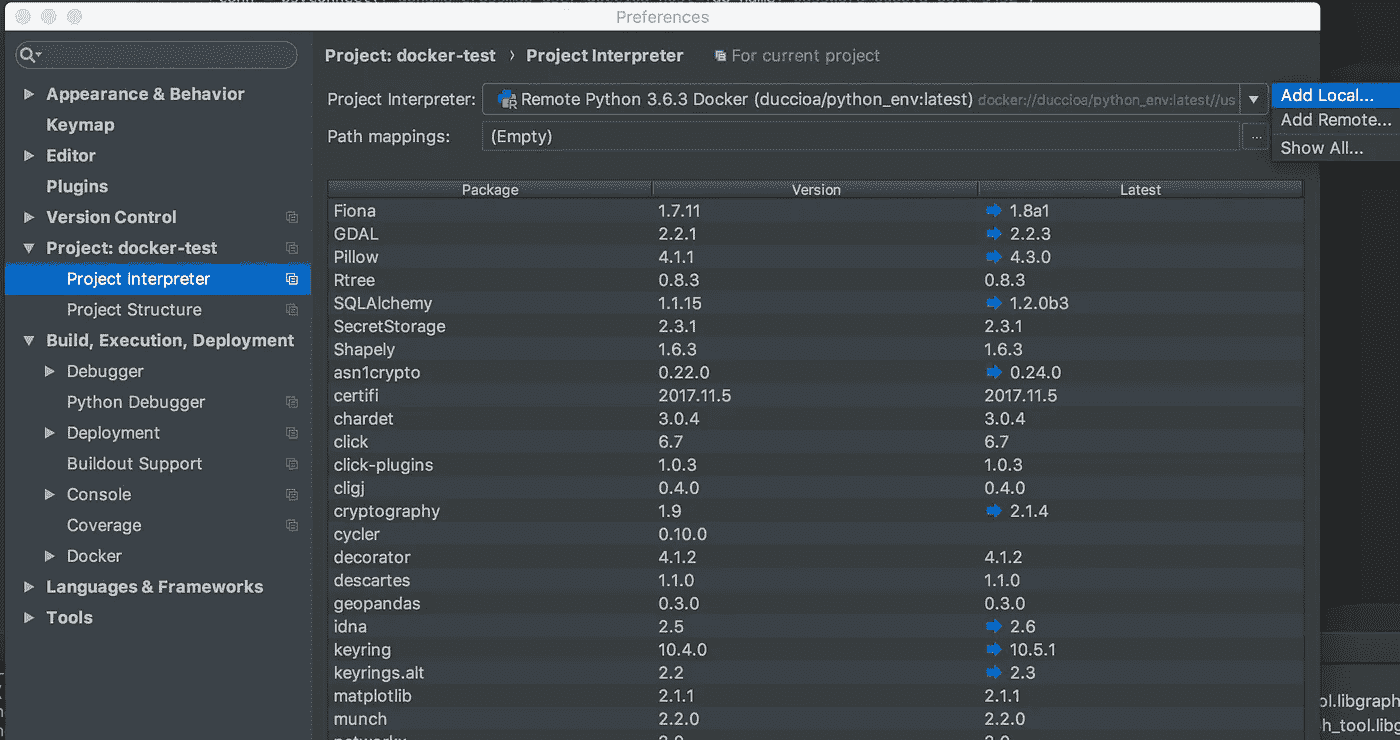 Preferences
Project: docker-test › Project Interpreter For current project
Project Interpreter: Remote Python 3.6.3 Docker (duccioa/python_env:latest) docker://duccioa/python_env:latest//us
Add Local...
Add Remote...
Show All...
Path mappings: (Empty) ...
Appearance & Behavior
Keymap
Editor
Plugins
Version Control
Project: docker-test
Project Interpreter
Project Structure
Build, Execution, Deployment
Debugger
Python Debugger
Deployment
Buildout Support
Console
Coverage
Docker
Languages & Frameworks
Tools
Package Version Latest
Fiona 1.7.11 1.8a1
GDAL 2.2.1 2.2.3
Pillow 4.1.1 4.3.0
Rtree 0.8.3 0.8.3
SQLAlchemy 1.1.15 1.2.0b3
SecretStorage 2.3.1 2.3.1
Shapely 1.6.3 1.6.3
asn1crypto 0.22.0 0.24.0
certifi 2017.11.5 2017.11.5
chardet 3.0.4 3.0.4
click 6.7 6.7
click-plugins 1.0.3 1.0.3
cligj 0.4.0 0.4.0
cryptography 1.9 2.1.4
cycler 0.10.0
decorator 4.1.2 4.1.2
descartes 1.1.0 1.1.0
geopandas 0.3.0 0.3.0
idna 2.5 2.6
keyring 10.4.0 10.5.1
keyrings.alt 2.2 2.3
matplotlib 2.1.1 2.1.1
munch 2.2.0 2.2.0
ol.libgraph
h_tool.libg